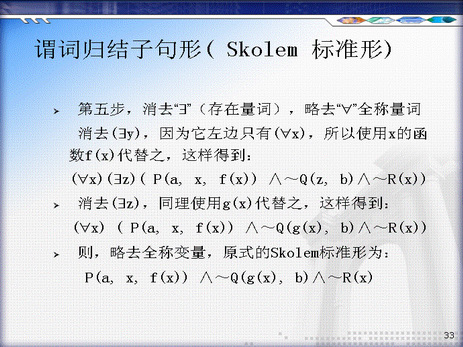 谓词归结子句形( Skolem 标准形)
第五步，消去“∃”（存在量词），略去“∀”全称量词
消去(∃y)，因为它左边只有(∀x)，所以使用x的函
数f(x)代替之，这样得到：
(∀x)(∃z)( P(a, x, f(x)) ∧～Q(z, b)∧～R(x))
消去(∃z)，同理使用g(x)代替之，这样得到：
(∀x) ( P(a, x, f(x)) ∧～Q(g(x), b)∧～R(x))
则，略去全称变量，原式的Skolem标准形为：
P(a, x, f(x)) ∧～Q(g(x), b)∧～R(x)
33